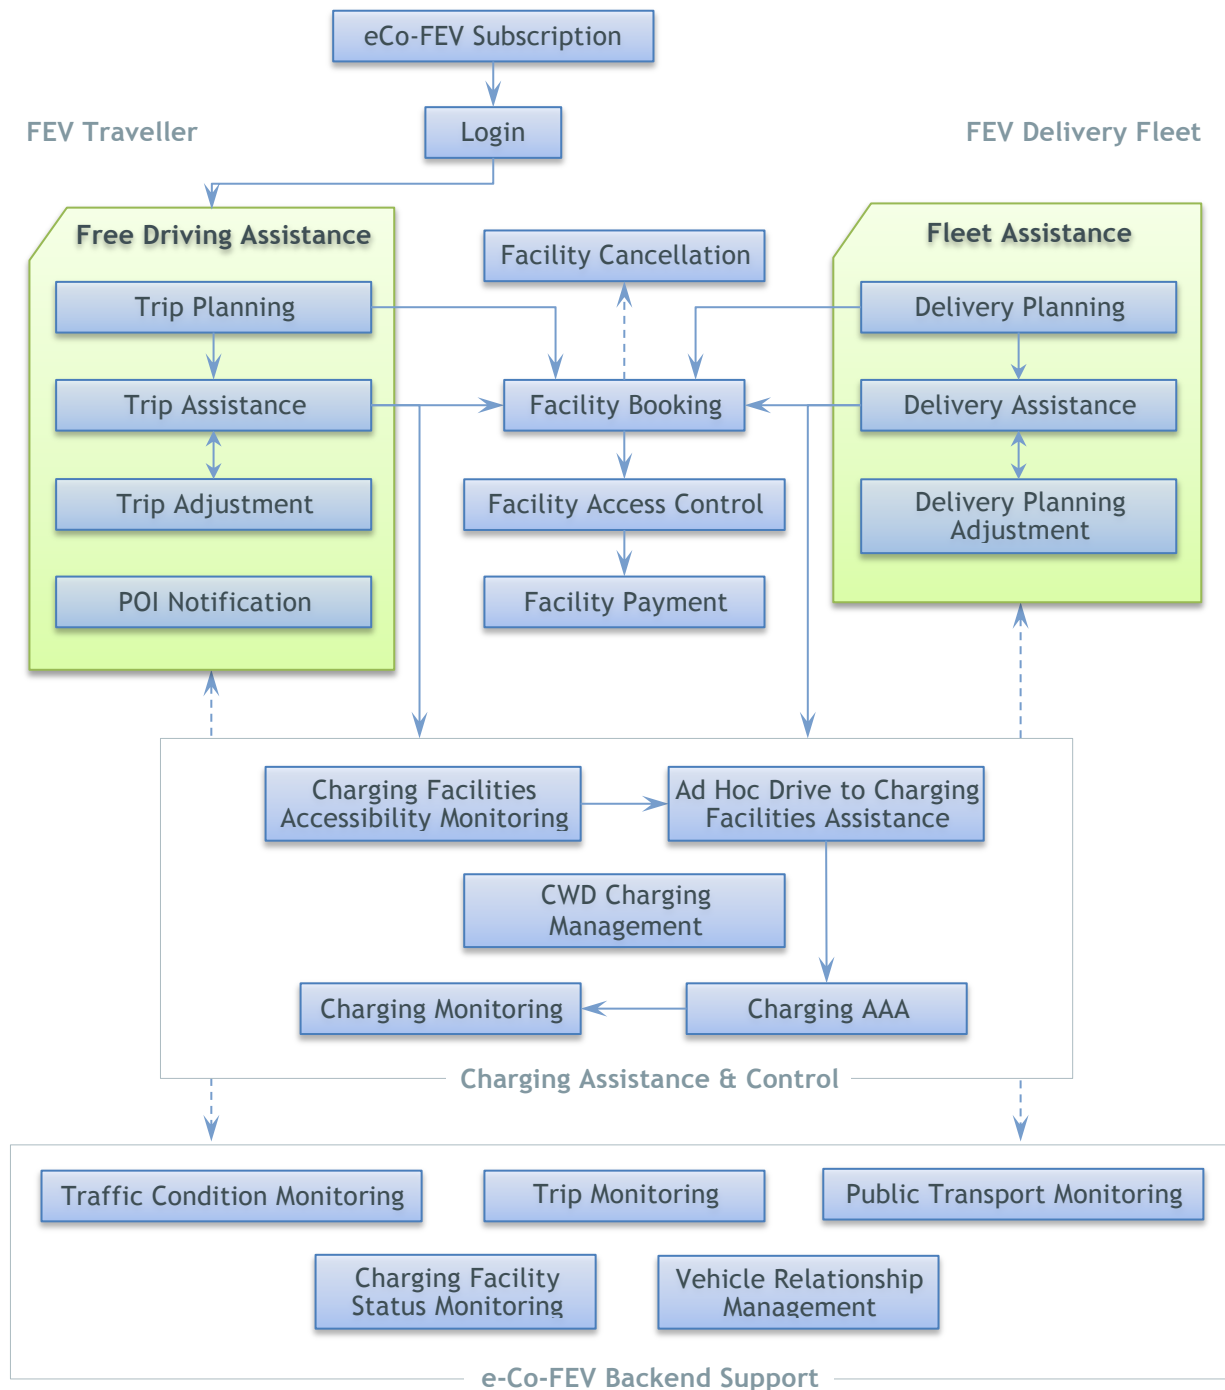 eCo-FEV Subscription
Login
FEV Traveller
FEV Delivery Fleet
Free Driving Assistance
Trip Planning
Trip Assistance
Trip Adjustment
POI Notification
Facility Cancellation
Facility Booking
Facility Access Control
Facility Payment
Fleet Assistance
Delivery Planning
Delivery Assistance
Delivery Planning
Adjustment
Charging Facilities
Accessibility Monitoring
Ad Hoc Drive to Charging
Facilities Assistance
CWD Charging
Management
Charging Monitoring
Charging AAA
Charging Assistance & Control
Traffic Condition Monitoring
Trip Monitoring
Public Transport Monitoring
Charging Facility
Status Monitoring
Vehicle Relationship
Management
e-Co-FEV Backend Support